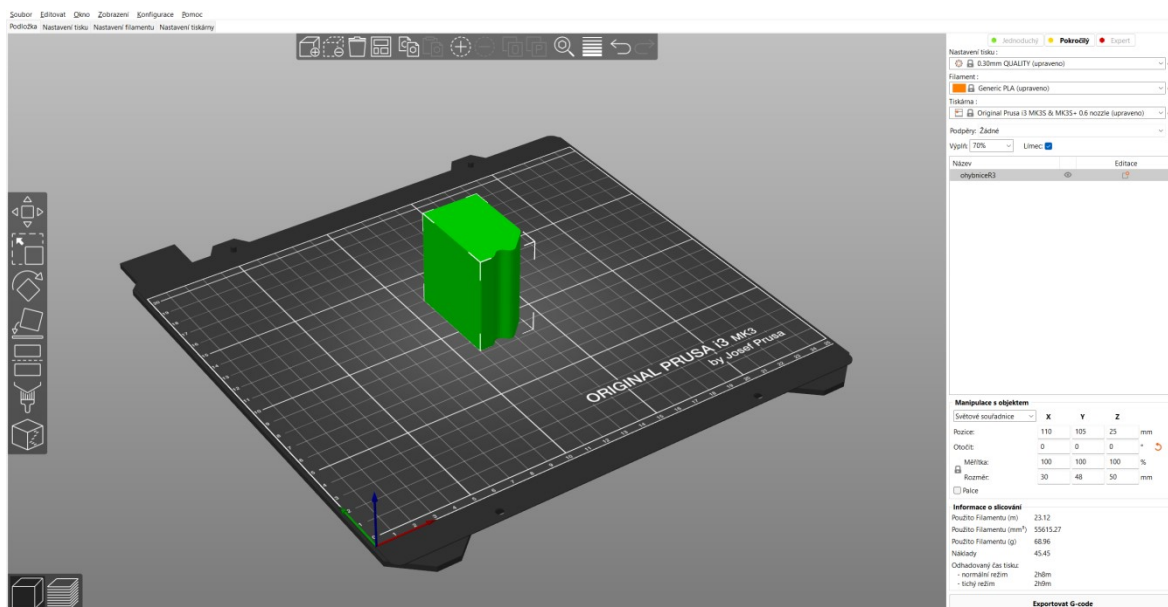 Soubor Editovat Okno Zobrazení Konfigurace Pomoc
Podložka Nastavení tisku Nastavení filamentu Nastavení tiskárny
Jednoduchý Pokročilý Expert
Nastavení tisku :
0.30mm QUALITY (upraveno)
Filament :
Generic PLA (upraveno)
Tiskárna :
Original Prusa i3 MK3S & MK3S+ 0.6 nozzle (upraveno)
Podpěry: Žádné
Výplň: 70% Límec:
Název Editace
ohybniceR3
ORIGINAL PRUSA i3 MK3
by Josef Prusa
Manipulace s objektem
Světové souřadnice X Y Z
Pozice: 110 105 25 mm
Otočit: 0 0 0 °
Měřítka: 100 100 100 %
Rozměr: 30 48 50 mm
Palce
Informace o slicování
Použito Filamentu (m) 23.12
Použito Filamentu (mm³) 55615.27
Použito Filamentu (g) 68.96
Náklady 45.45
Odhadovaný čas tisku:
- normální režim 2h8m
- tichý režim 2h9m
Exportovat G-code